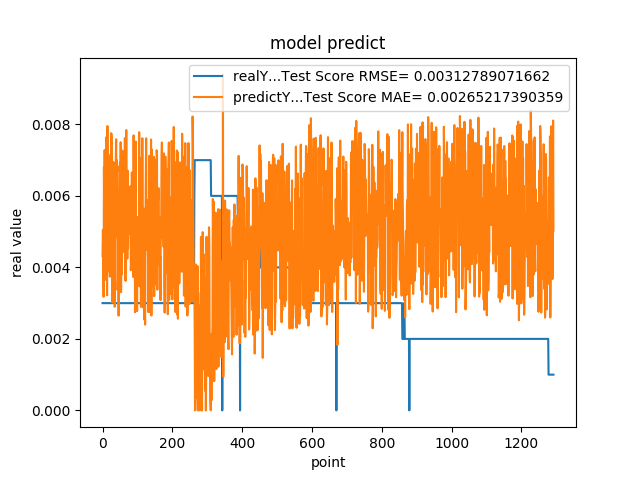 model predict
realY...Test Score RMSE= 0.00312789071662
predictY...Test Score MAE= 0.00265217390359
real value
0.008
0.006
0.004
0.002
0.000
0 200 400 600 800 1000 1200
point